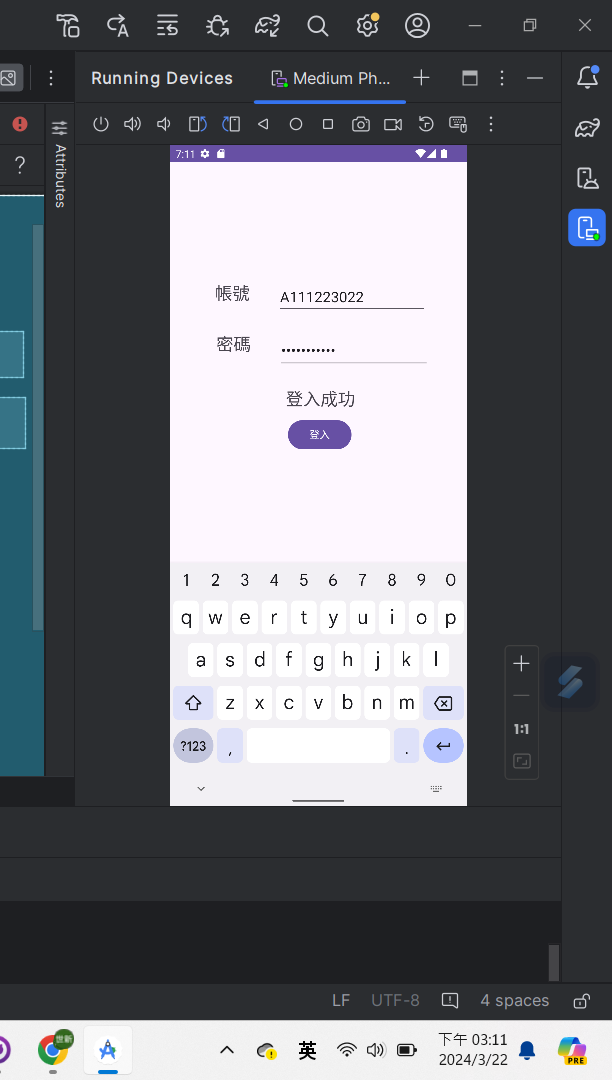 Running Devices
Medium Ph...
Attributes
7:11
帳號
A111223022
密碼
•••••••••••
登入成功
登入
1 2 3 4 5 6 7 8 9 0
q w e r t y u i o p
a s d f g h j k l
z x c v b n m
?123 , .
1:1
LF UTF-8 4 spaces
世新
英
下午 03:11
2024/3/22
PRE